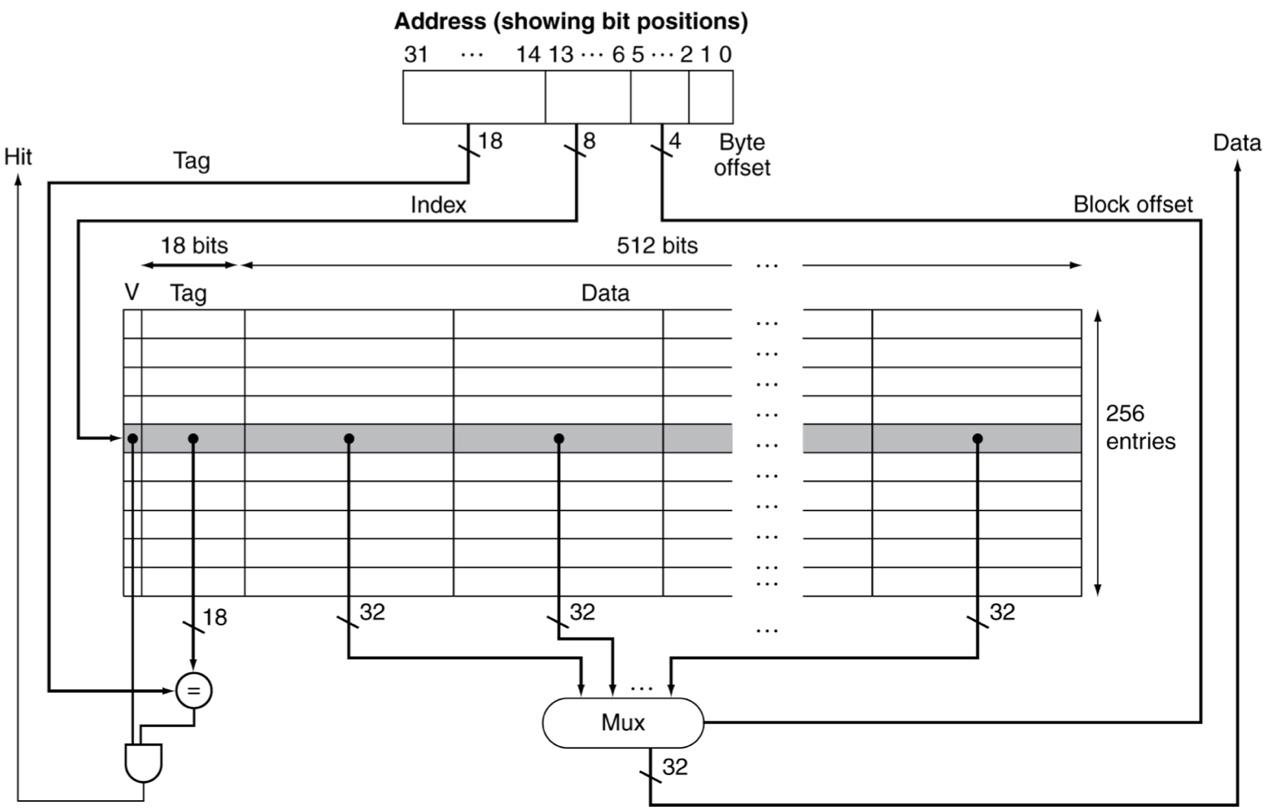 Address (showing bit positions)
31 ... 14 13 ... 6 5 ... 2 1 0
18 8 4 Byte offset
Hit
Tag
Data
Index
Block offset
18 bits
512 bits
...
V Tag Data
...
...
...
...
...
...
...
...
...
...
256
entries
18
32
32
...
32
=
...
Mux
32